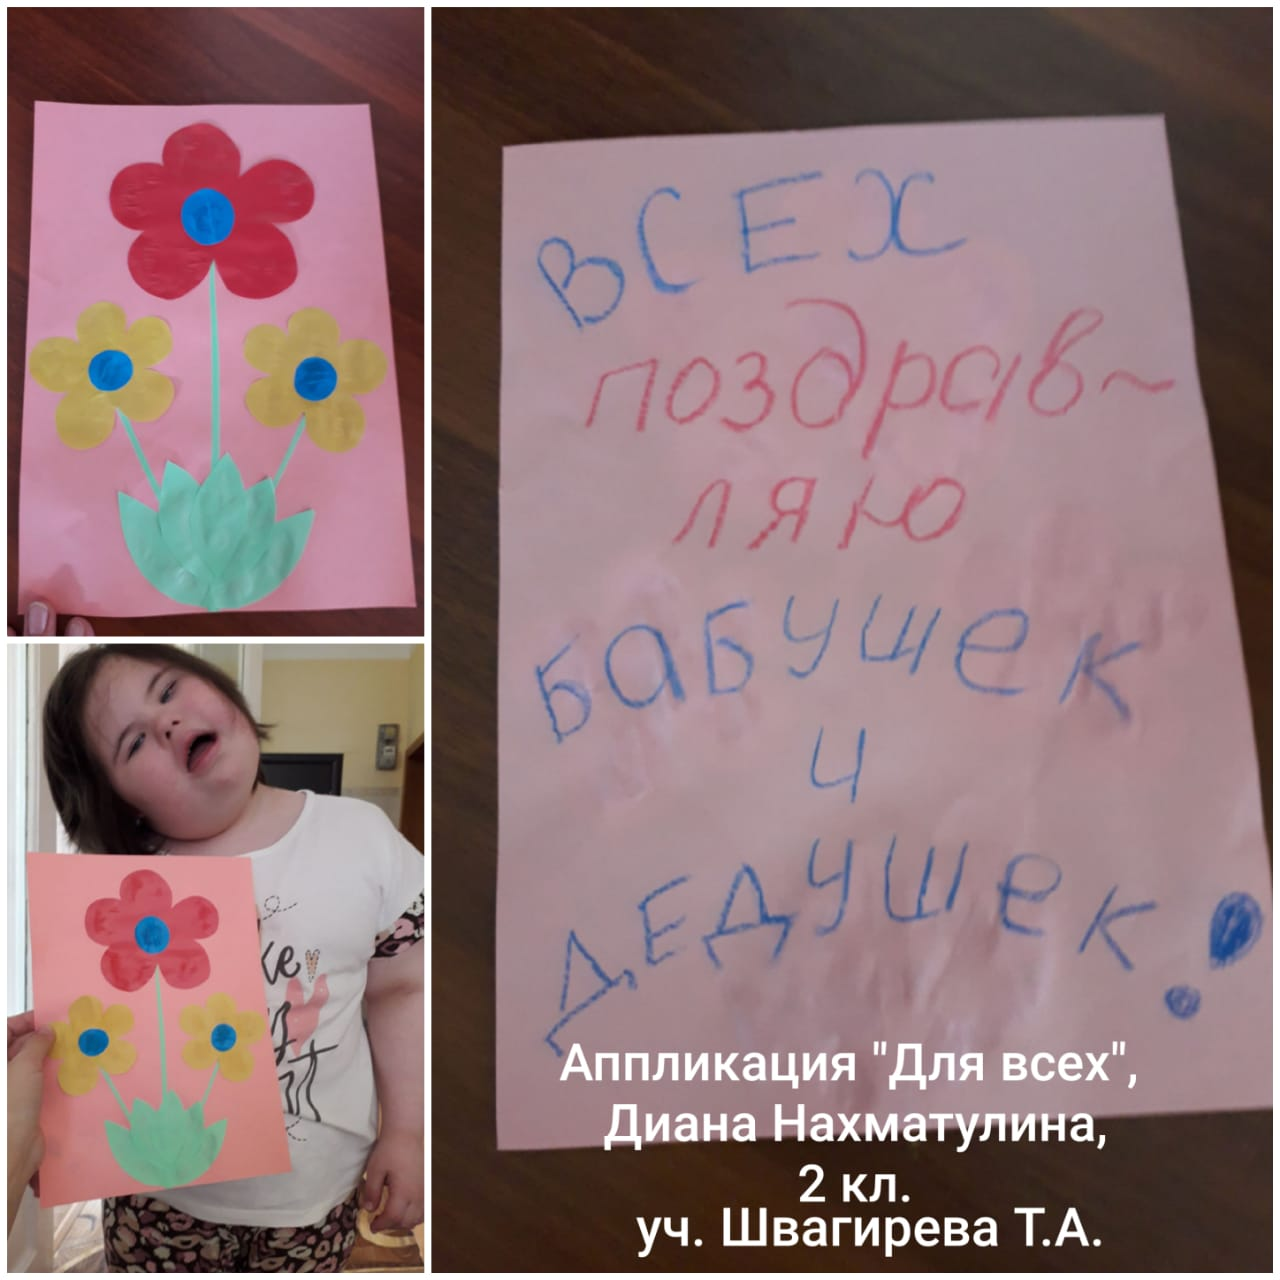 ВСЕХ
поздрав~
ляю
БАБУШЕК
И
ДЕДУШЕК!
Аппликация "Для всех",
Диана Нахматулина,
2 кл.
уч. Швагирева Т.А.